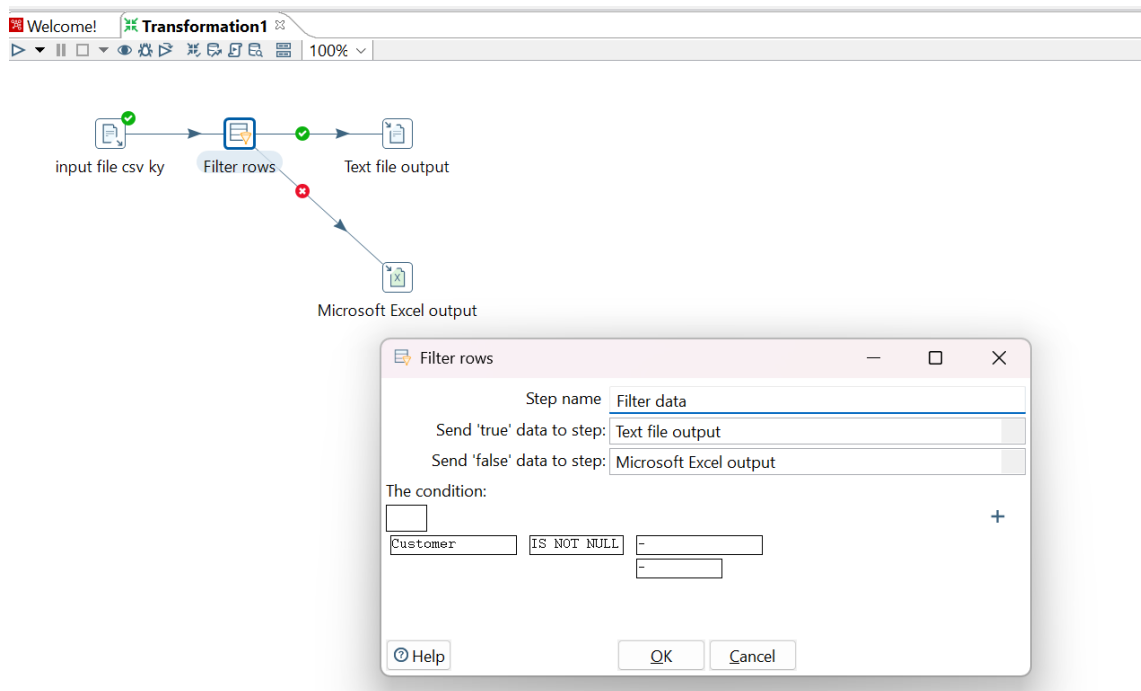 Welcome!
Transformation1
100%
input file csv ky
Filter rows
Text file output
Microsoft Excel output
Filter rows
Step name
Filter data
Send 'true' data to step:
Text file output
Send 'false' data to step:
Microsoft Excel output
The condition:
+
Customer
IS NOT NULL
-
-
Help
OK
Cancel